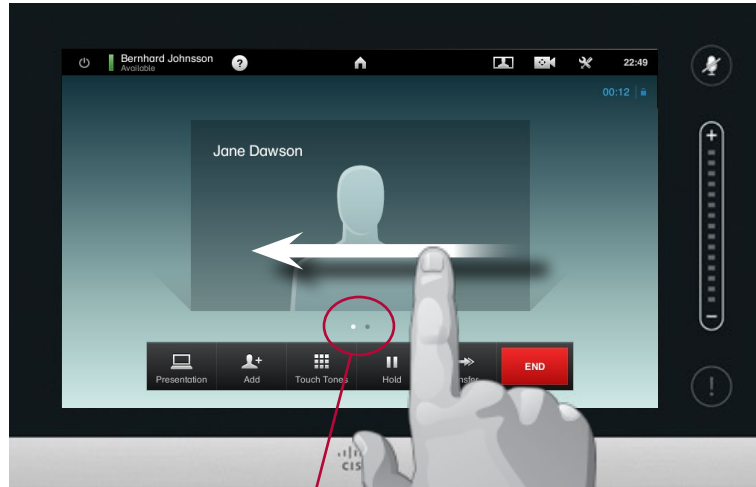 Bernhard Johnsson
Available
?
22:49
00:12
Jane Dawson
Presentation
Add
Touch Tones
Hold
END